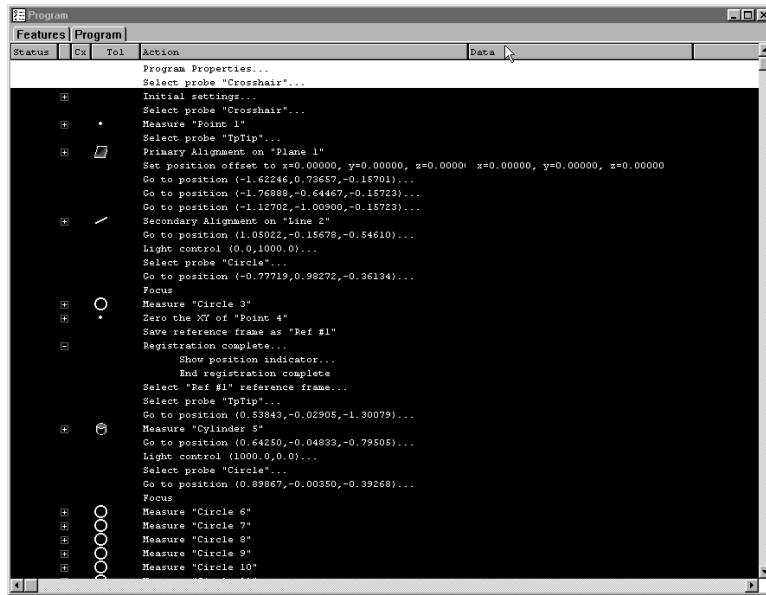 Program
Features Program
Status Cx Tol Action Data
Program Properties...
Select probe "Crosshair"...
Initial settings...
Select probe "Crosshair"...
Measure "Point 1"
Select probe "TpTip"...
Primary Alignment on "Plane 1"
Set position offset to x=0.00000, y=0.00000, z=0.0000 x=0.00000, y=0.00000, z=0.00000
Go to position (-1.62246,0.73657,-0.15701)...
Go to position (-1.76888,-0.64467,-0.15723)...
Go to position (-1.12702,-1.00900,-0.15723)...
Secondary Alignment on "Line 2"
Go to position (1.05022,-0.15678,-0.54610)...
Light control (0.0,1000.0)...
Select probe "Circle"...
Go to position (-0.77719,0.98272,-0.36134)...
Focus
Measure "Circle 3"
Zero the XY of "Point 4"
Save reference frame as "Ref #1"
Registration complete...
Show position indicator...
End registration complete
Select "Ref #1" reference frame...
Select probe "TpTip"...
Go to position (0.53843,-0.02905,-1.30079)...
Measure "Cylinder 5"
Go to position (0.64250,-0.04833,-0.79505)...
Light control (1000.0,0.0)...
Select probe "Circle"...
Go to position (0.89867,-0.00350,-0.39268)...
Focus
Measure "Circle 6"
Measure "Circle 7"
Measure "Circle 8"
Measure "Circle 9"
Measure "Circle 10"